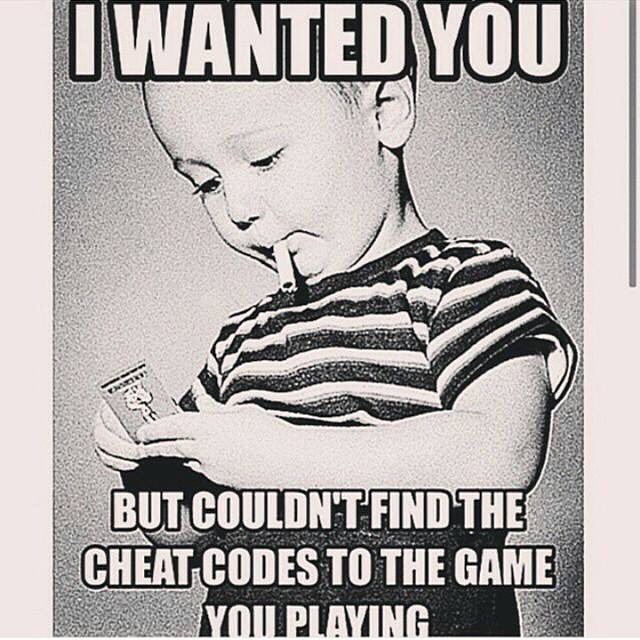 I WANTED YOU
BUT COULDN'T FIND THE
CHEAT CODES TO THE GAME
YOU PLAYING